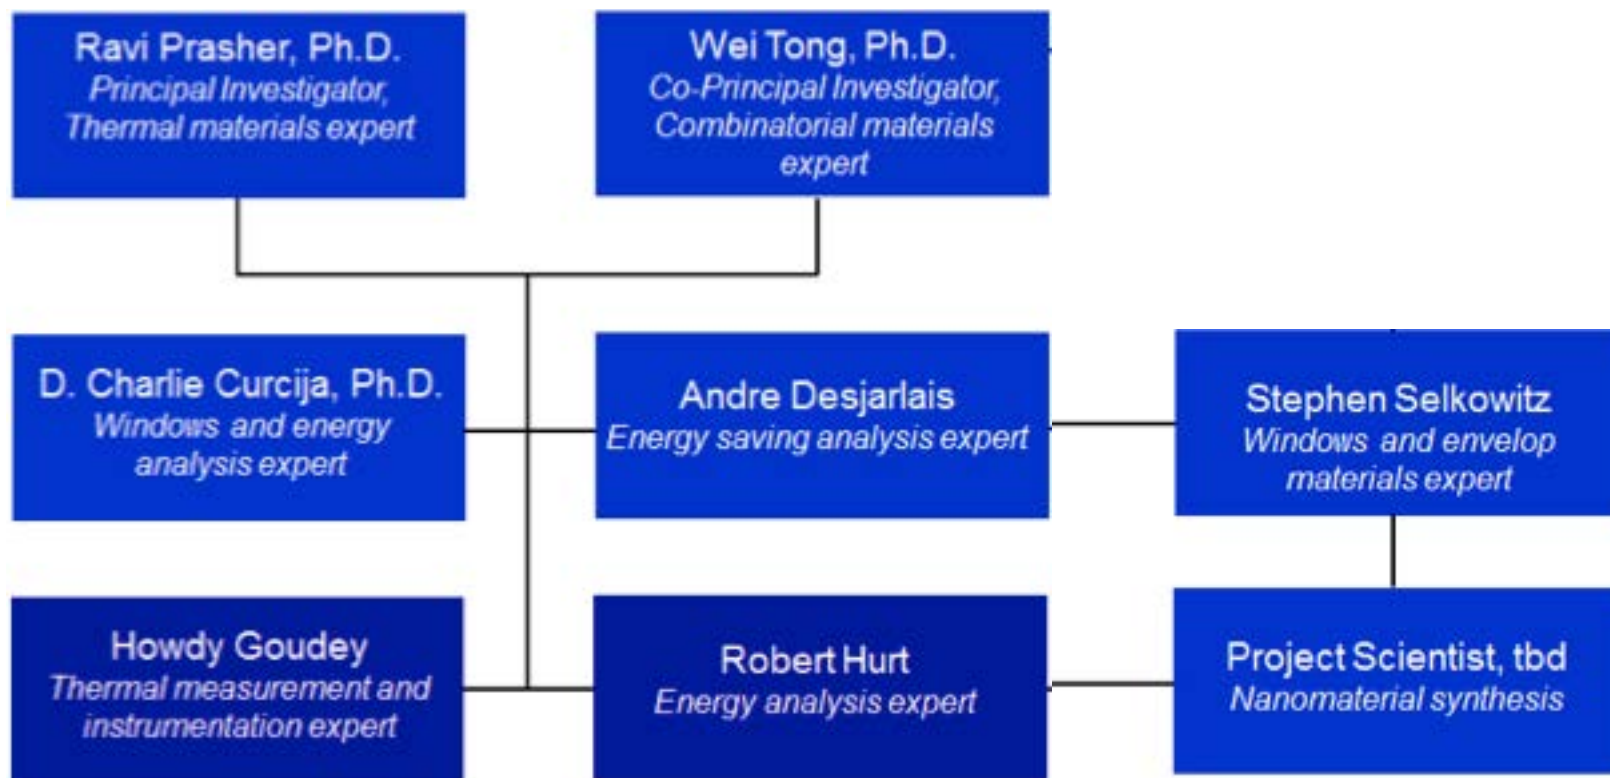 Ravi Prasher, Ph.D.
Principal Investigator,
Thermal materials expert
Wei Tong, Ph.D.
Co-Principal Investigator,
Combinatorial materials
expert
D. Charlie Curcija, Ph.D.
Windows and energy
analysis expert
Andre Desjarlais
Energy saving analysis expert
Stephen Selkowitz
Windows and envelop
materials expert
Howdy Goudey
Thermal measurement and
instrumentation expert
Robert Hurt
Energy analysis expert
Project Scientist, tbd
Nanomaterial synthesis